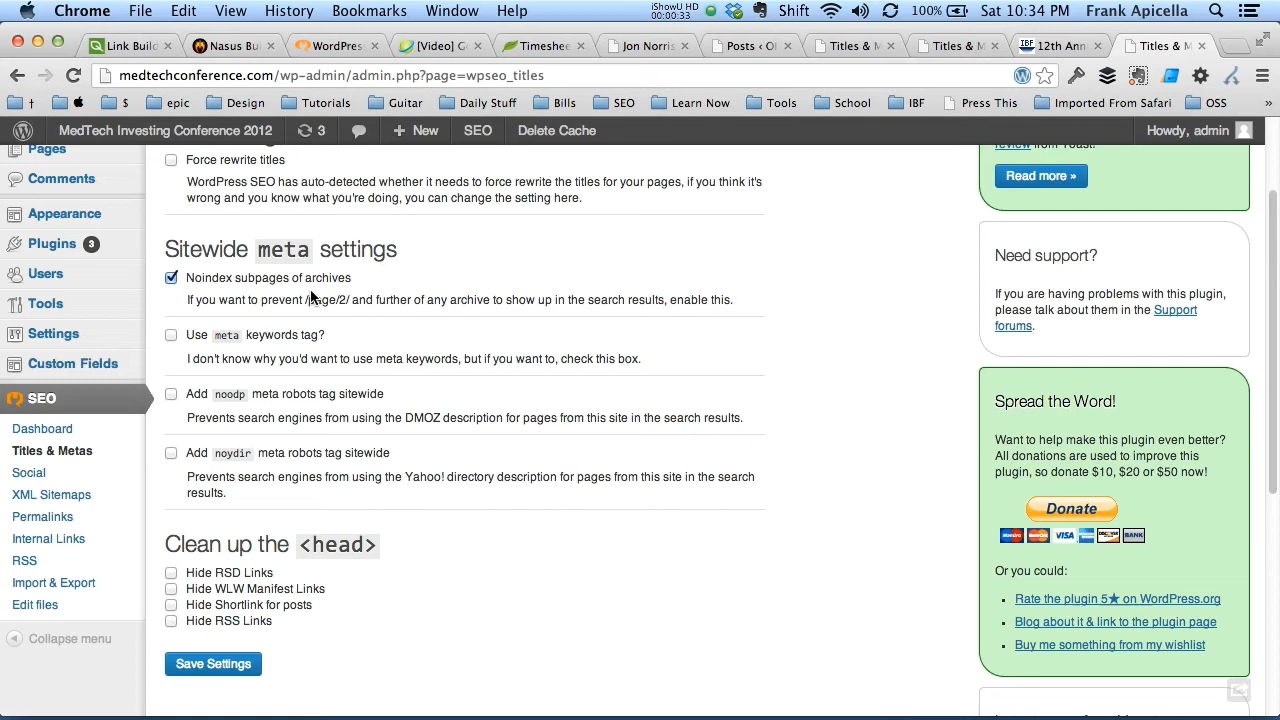 Chrome File Edit View History Bookmarks Window Help iShowU HD 00:00:33 Shift 100% Sat 10:34 PM Frank Apicella
Link Build Nasus Bu WordPres [Video] G Timeshee Jon Norris Posts ‹ Ol Titles & M Titles & M IBF 12th Ann Titles & M
medtechconference.com/wp-admin/admin.php?page=wpseo_titles
† $ epic Design Tutorials Guitar Daily Stuff Bills SEO Learn Now Tools School IBF Press This Imported From Safari OSS »
MedTech Investing Conference 2012 3 + New SEO Delete Cache Howdy, admin
Pages
Comments
Appearance
Plugins 3
Users
Tools
Settings
Custom Fields
SEO
Dashboard
Titles & Metas
Social
XML Sitemaps
Permalinks
Internal Links
RSS
Import & Export
Edit files
Collapse menu
Force rewrite titles
WordPress SEO has auto-detected whether it needs to force rewrite the titles for your pages, if you think it's
wrong and you know what you're doing, you can change the setting here.
Sitewide meta settings
Noindex subpages of archives
If you want to prevent /page/2/ and further of any archive to show up in the search results, enable this.
Use meta keywords tag?
I don't know why you'd want to use meta keywords, but if you want to, check this box.
Add noodp meta robots tag sitewide
Prevents search engines from using the DMOZ description for pages from this site in the search results.
Add noydir meta robots tag sitewide
Prevents search engines from using the Yahoo! directory description for pages from this site in the search
results.
Clean up the <head>
Hide RSD Links
Hide WLW Manifest Links
Hide Shortlink for posts
Hide RSS Links
Save Settings
review from Yoast!
Read more »
Need support?
If you are having problems with this plugin,
please talk about them in the Support
forums.
Spread the Word!
Want to help make this plugin even better?
All donations are used to improve this
plugin, so donate $10, $20 or $50 now!
Donate
VISA BANK
Or you could:
Rate the plugin 5★ on WordPress.org
Blog about it & link to the plugin page
Buy me something from my wishlist